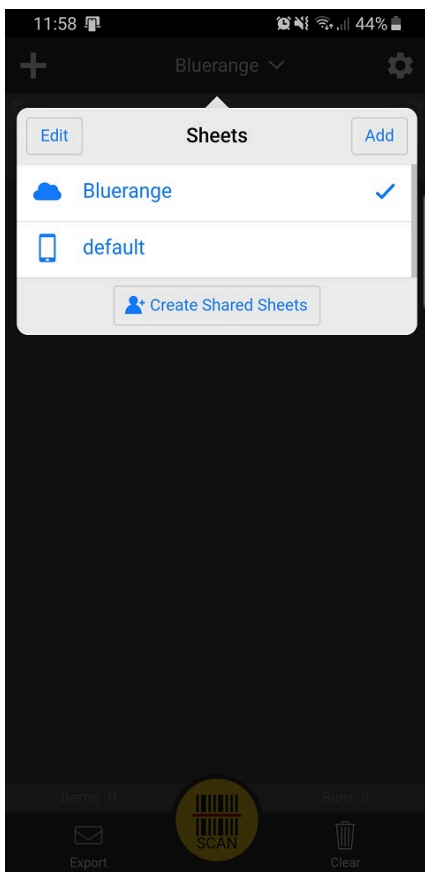 11:58
44%
Bluerange
Edit
Sheets
Add
Bluerange
default
Create Shared Sheets
Items: 0
Sum: 0
SCAN
Export
Clear